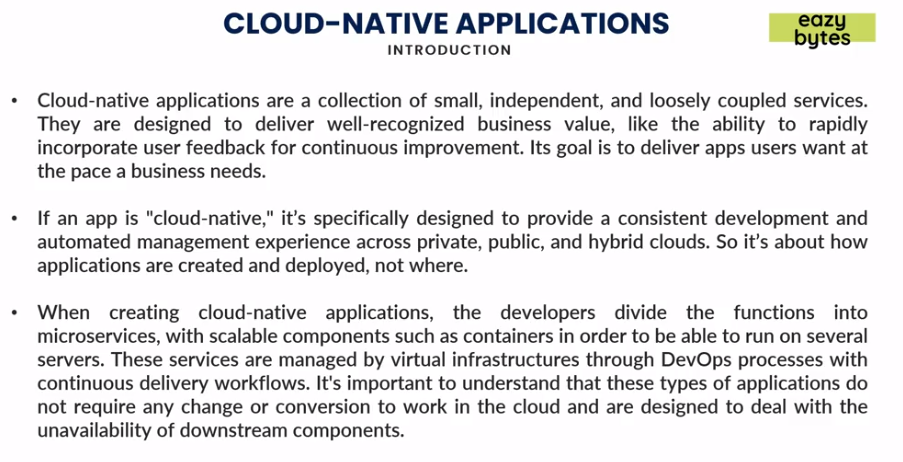 CLOUD-NATIVE APPLICATIONS
eazy
bytes
INTRODUCTION
• Cloud-native applications are a collection of small, independent, and loosely coupled services.
They are designed to deliver well-recognized business value, like the ability to rapidly
incorporate user feedback for continuous improvement. Its goal is to deliver apps users want at
the pace a business needs.
• If an app is "cloud-native," it’s specifically designed to provide a consistent development and
automated management experience across private, public, and hybrid clouds. So it’s about how
applications are created and deployed, not where.
• When creating cloud-native applications, the developers divide the functions into
microservices, with scalable components such as containers in order to be able to run on several
servers. These services are managed by virtual infrastructures through DevOps processes with
continuous delivery workflows. It's important to understand that these types of applications do
not require any change or conversion to work in the cloud and are designed to deal with the
unavailability of downstream components.